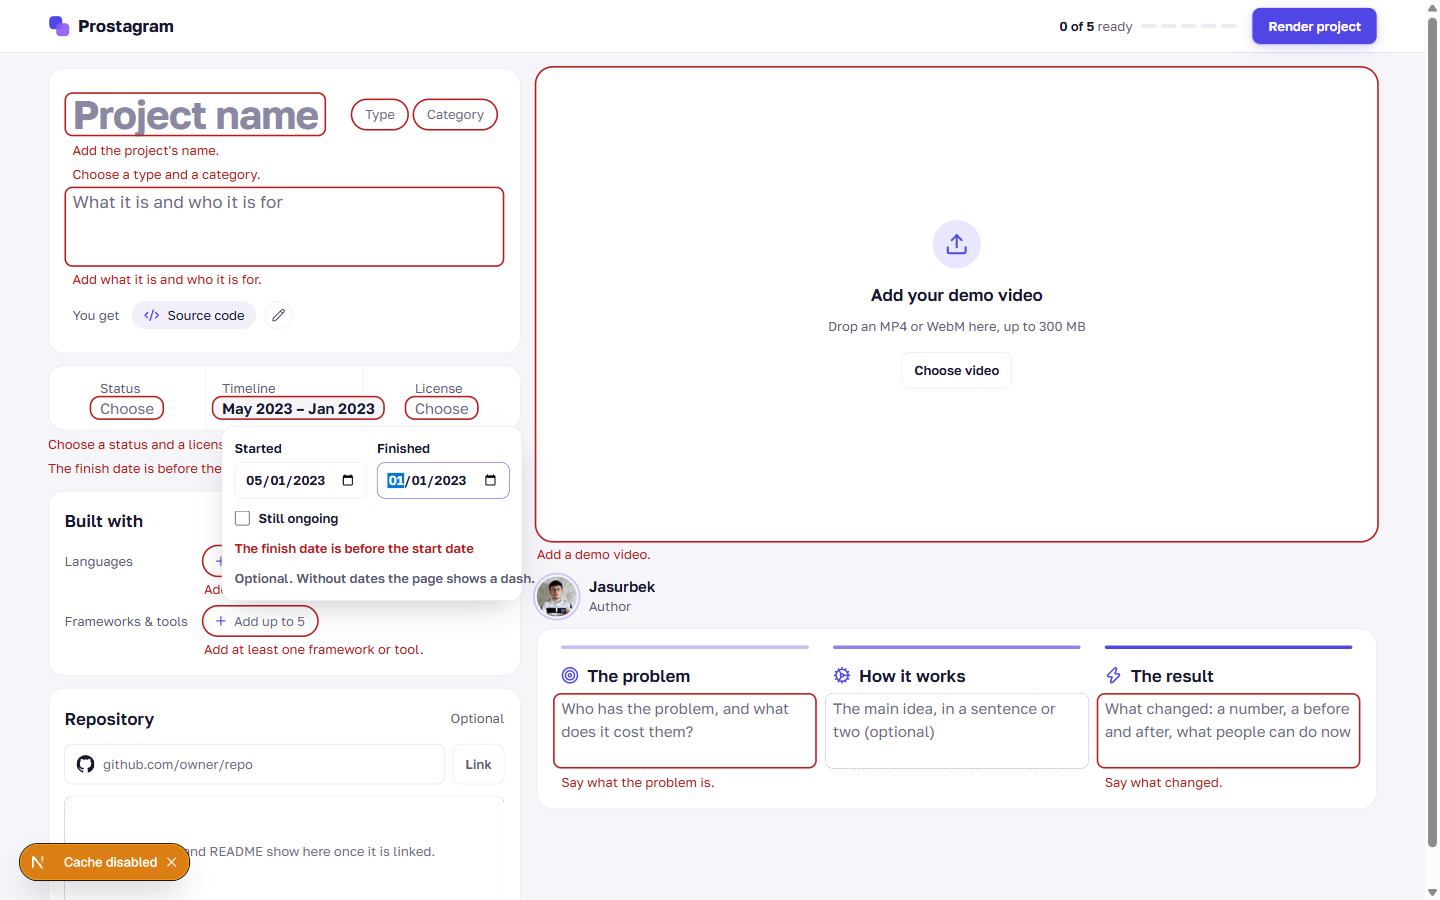 Prostagram
0 of 5 ready
Render project
Project name
Type
Category
Add the project's name.
Choose a type and a category.
What it is and who it is for
Add what it is and who it is for.
You get
Source code
Status
Choose
Timeline
May 2023 – Jan 2023
License
Choose
Choose a status and a licens
The finish date is before the
Started
05/01/2023
Finished
01/01/2023
Still ongoing
The finish date is before the start date
Optional. Without dates the page shows a dash.
Built with
Languages
Frameworks & tools
Add up to 5
Add at least one framework or tool.
Repository
Optional
github.com/owner/repo
Link
and README show here once it is linked.
Cache disabled
Add your demo video
Drop an MP4 or WebM here, up to 300 MB
Choose video
Add a demo video.
Jasurbek
Author
The problem
Who has the problem, and what
does it cost them?
Say what the problem is.
How it works
The main idea, in a sentence or
two (optional)
The result
What changed: a number, a before
and after, what people can do now
Say what changed.